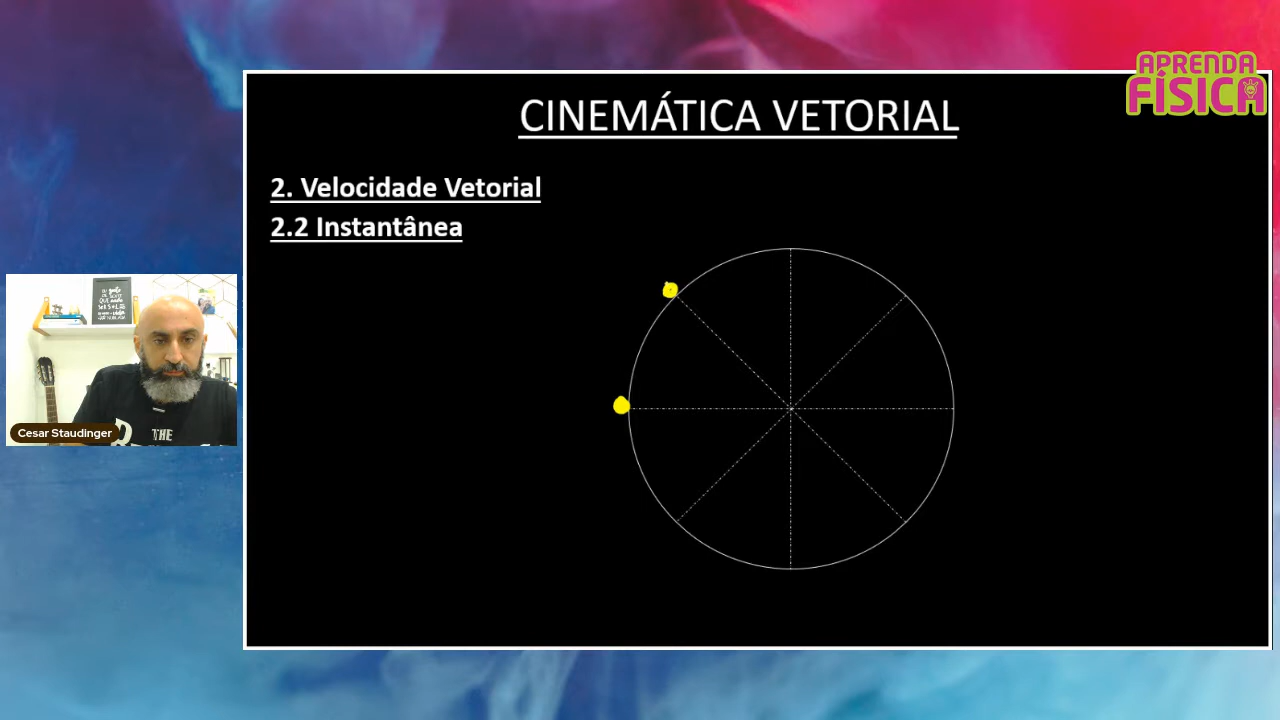 APRENDA
FÍSICA
CINEMÁTICA VETORIAL
2. Velocidade Vetorial
2.2 Instantânea
Cesar Staudinger
THE